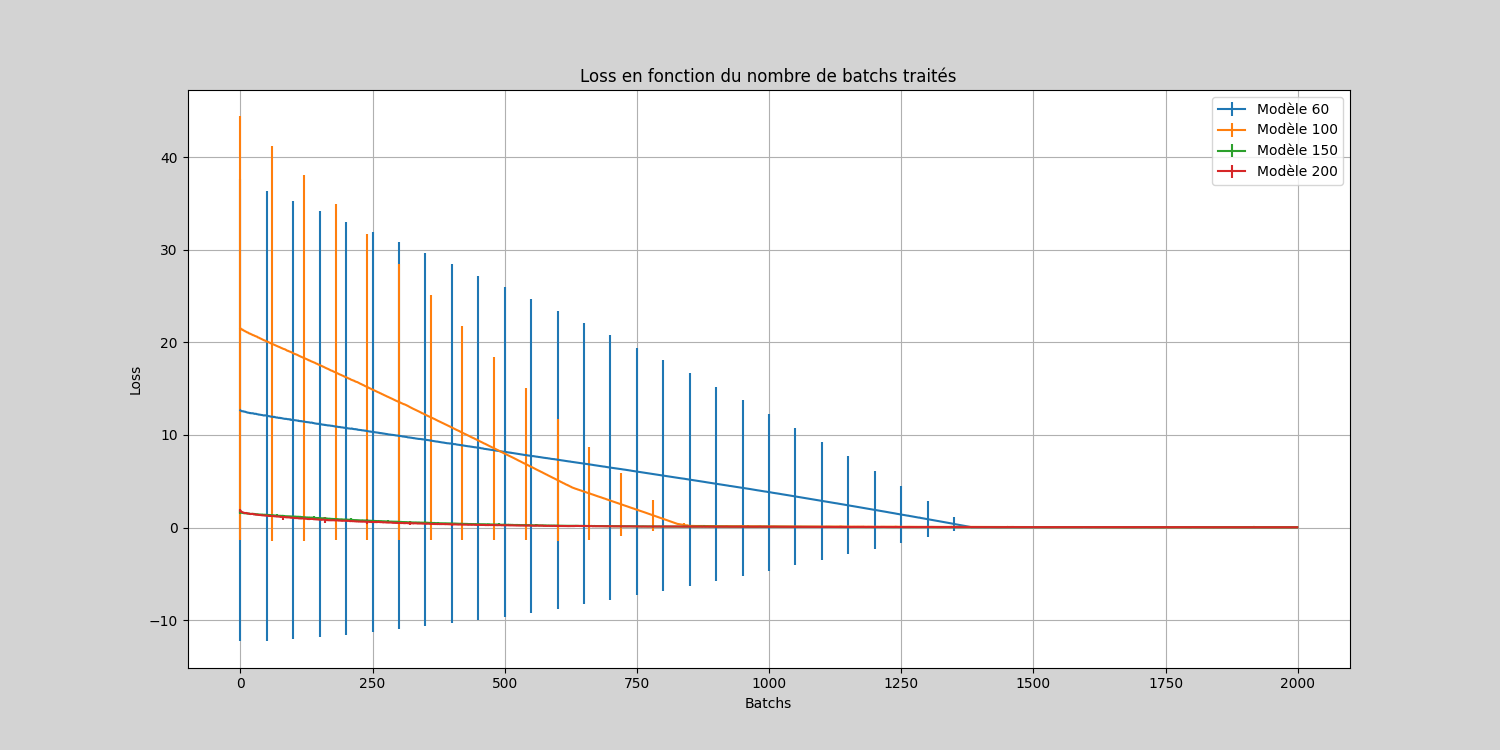 Loss en fonction du nombre de batchs traités
Modèle 60
Modèle 100
Modèle 150
Modèle 200
Loss
40
30
20
10
0
−10
0 250 500 750 1000 1250 1500 1750 2000
Batchs